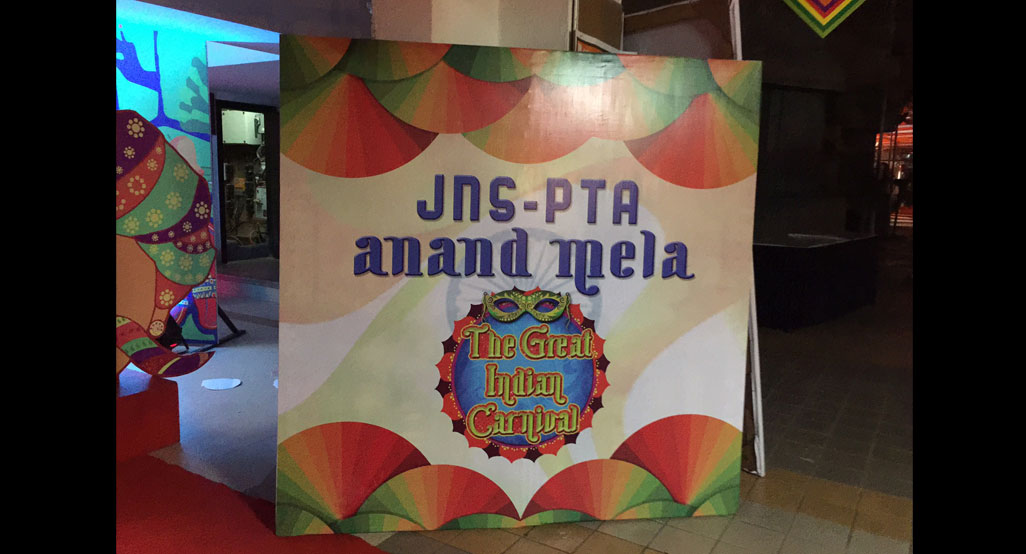 JNS-PTA
anand mela
The Great
Indian
Carnival